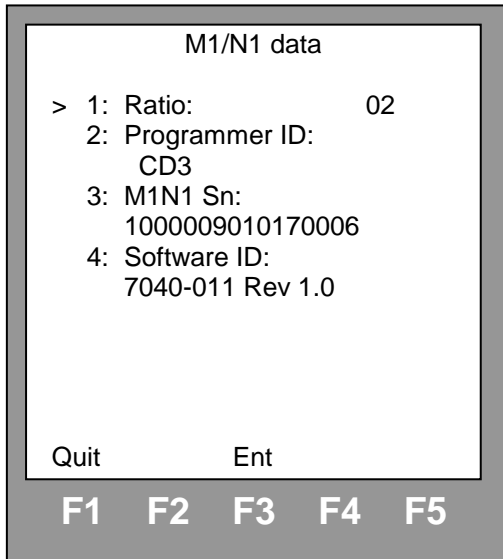 M1/N1 data
> 1: Ratio: 02
2: Programmer ID:
CD3
3: M1N1 Sn:
1000009010170006
4: Software ID:
7040-011 Rev 1.0
Quit Ent
F1 F2 F3 F4 F5